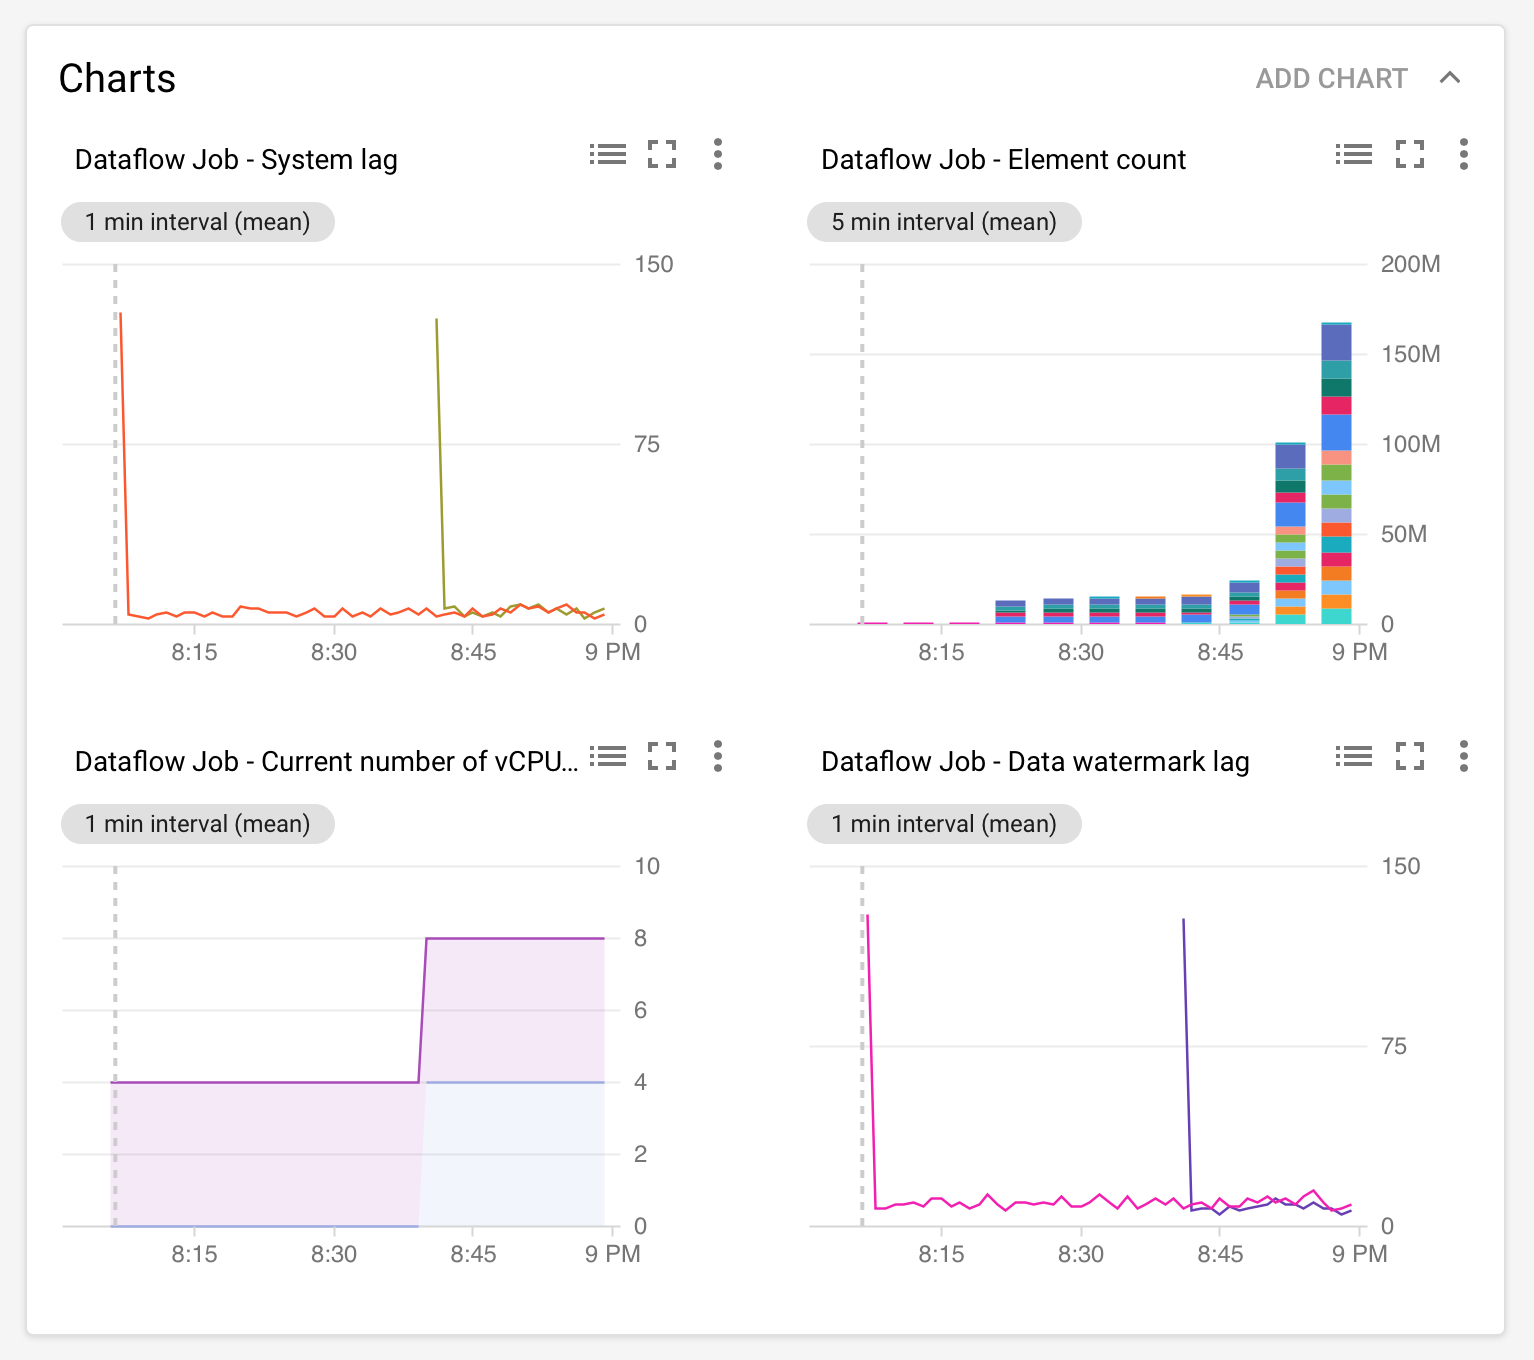 Charts
ADD CHART
Dataflow Job - System lag
1 min interval (mean)
150
75
0
8:15 8:30 8:45 9 PM
Dataflow Job - Element count
5 min interval (mean)
200M
150M
100M
50M
0
8:15 8:30 8:45 9 PM
Dataflow Job - Current number of vCPU...
1 min interval (mean)
10
8
6
4
2
0
8:15 8:30 8:45 9 PM
Dataflow Job - Data watermark lag
1 min interval (mean)
150
75
0
8:15 8:30 8:45 9 PM